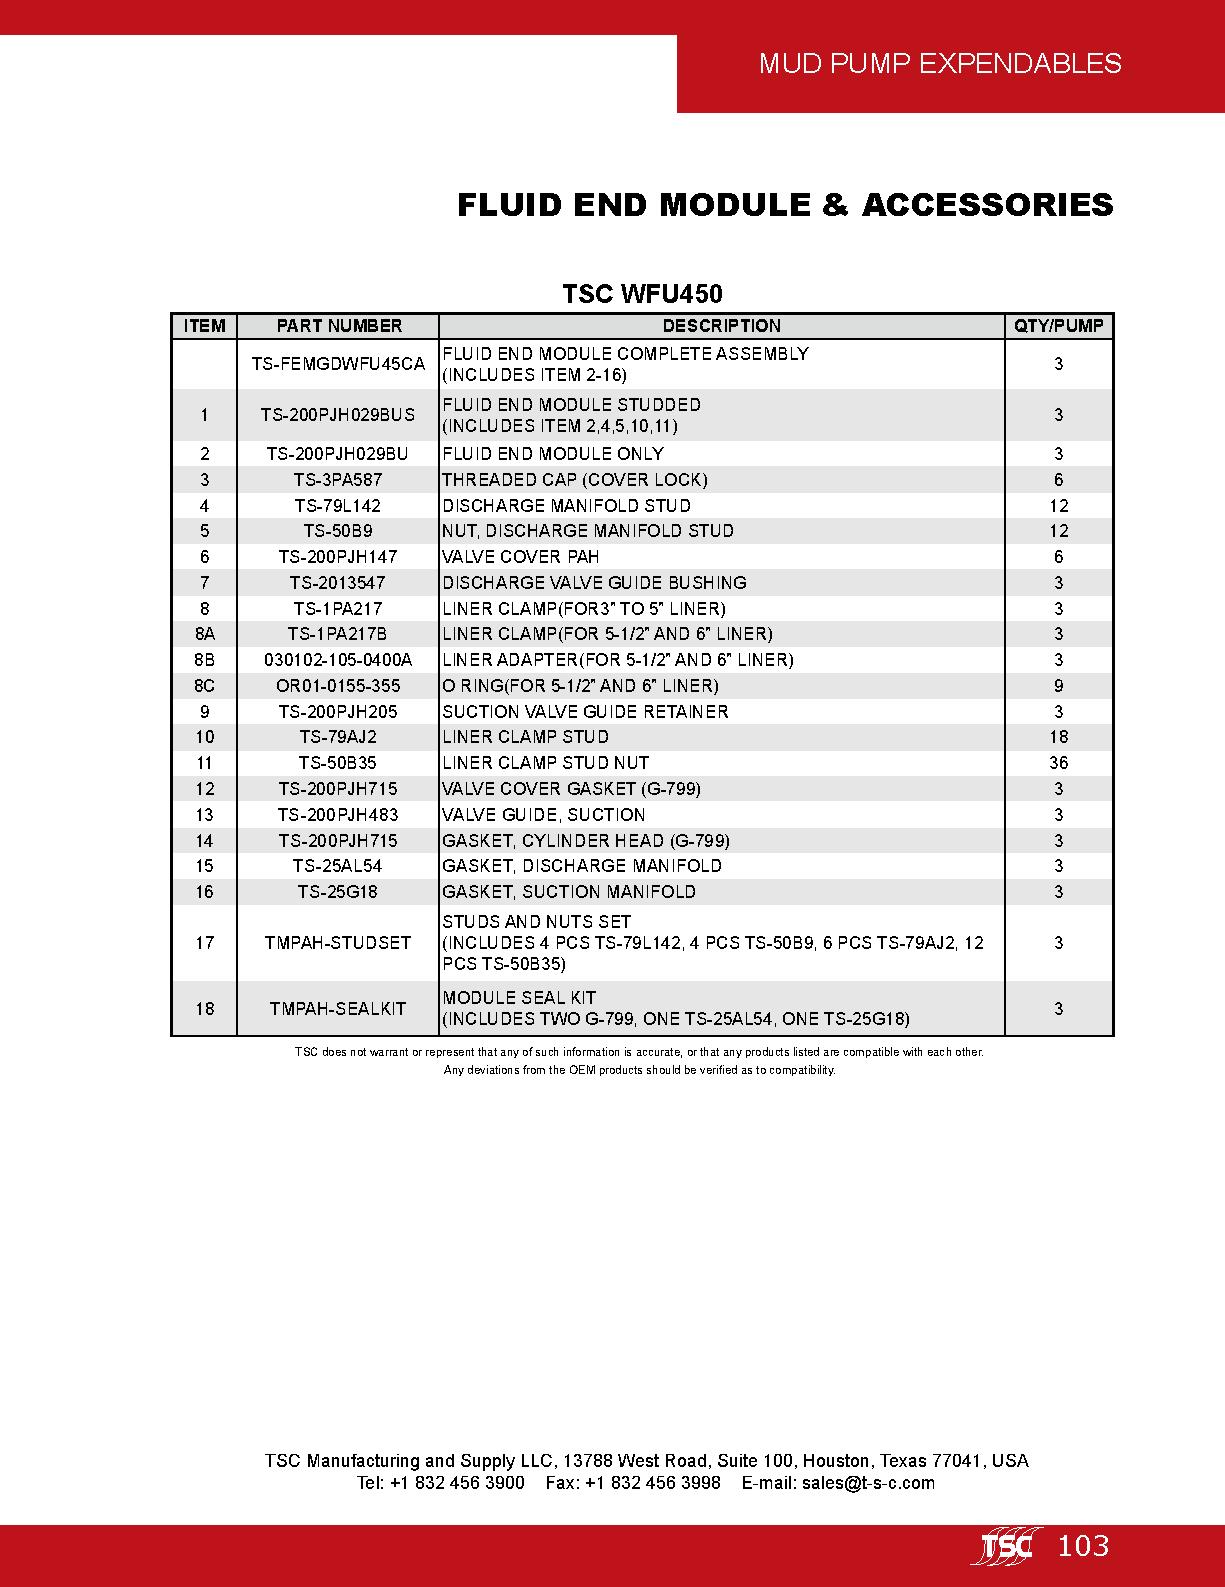 MUD PUMP EXPENDABLES
FLUID END MODULE & ACCESSORIES
TSC WFU450
ITEM PART NUMBER DESCRIPTION QTY/PUMP
TS-FEMGDWFU45CA FLUID END MODULE COMPLETE ASSEMBLY
(INCLUDES ITEM 2-16) 3
1 TS-200PJH029BUS FLUID END MODULE STUDDED
(INCLUDES ITEM 2,4,5,10,11) 3
2 TS-200PJH029BU FLUID END MODULE ONLY 3
3 TS-3PA587 THREADED CAP (COVER LOCK) 6
4 TS-79L142 DISCHARGE MANIFOLD STUD 12
5 TS-50B9 NUT, DISCHARGE MANIFOLD STUD 12
6 TS-200PJH147 VALVE COVER PAH 6
7 TS-2013547 DISCHARGE VALVE GUIDE BUSHING 3
8 TS-1PA217 LINER CLAMP(FOR3” TO 5” LINER) 3
8A TS-1PA217B LINER CLAMP(FOR 5-1/2” AND 6” LINER) 3
8B 030102-105-0400A LINER ADAPTER(FOR 5-1/2” AND 6” LINER) 3
8C OR01-0155-355 O RING(FOR 5-1/2” AND 6” LINER) 9
9 TS-200PJH205 SUCTION VALVE GUIDE RETAINER 3
10 TS-79AJ2 LINER CLAMP STUD 18
11 TS-50B35 LINER CLAMP STUD NUT 36
12 TS-200PJH715 VALVE COVER GASKET (G-799) 3
13 TS-200PJH483 VALVE GUIDE, SUCTION 3
14 TS-200PJH715 GASKET, CYLINDER HEAD (G-799) 3
15 TS-25AL54 GASKET, DISCHARGE MANIFOLD 3
16 TS-25G18 GASKET, SUCTION MANIFOLD 3
STUDS AND NUTS SET
17 TMPAH-STUDSET (INCLUDES 4 PCS TS-79L142, 4 PCS TS-50B9, 6 PCS TS-79AJ2, 12 3
PCS TS-50B35)
18 TMPAH-SEALKIT MODULE SEAL KIT
(INCLUDES TWO G-799, ONE TS-25AL54, ONE TS-25G18) 3
TSC does not warrant or represent that any of such information is accurate, or that any products listed are compatible with each other.
Any deviations from the OEM products should be verified as to compatibility.
TSC Manufacturing and Supply LLC, 13788 West Road, Suite 100, Houston, Texas 77041, USA
Tel: +1 832 456 3900 Fax: +1 832 456 3998 E-mail: sales@t-s-c.com
TSC 103